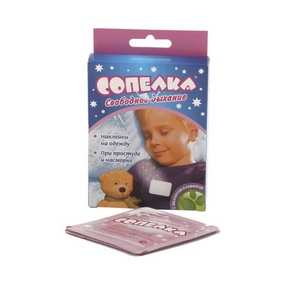 СОПЕЛКА
Свободное дыхание
• Наклейки
на одежду
• При простуде
и насморке
СОПЕЛКА